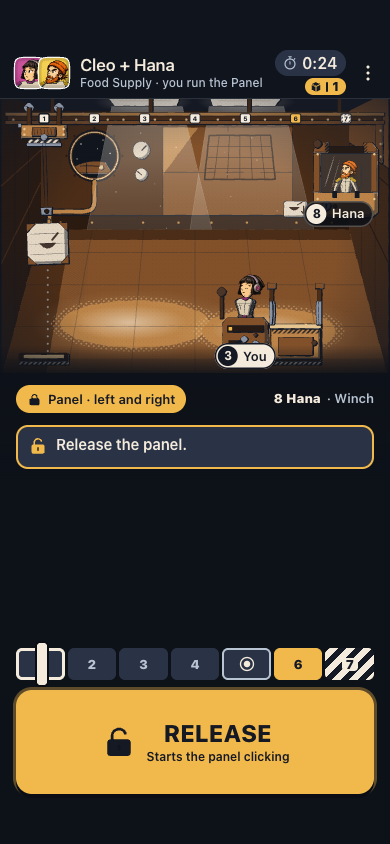 Cleo + Hana
Food Supply · you run the Panel
0:24
1
1 2 3 4 5 6 7
8 Hana
3 You
Panel · left and right
8 Hana · Winch
Release the panel.
2 3 4 6 7
RELEASE
Starts the panel clicking